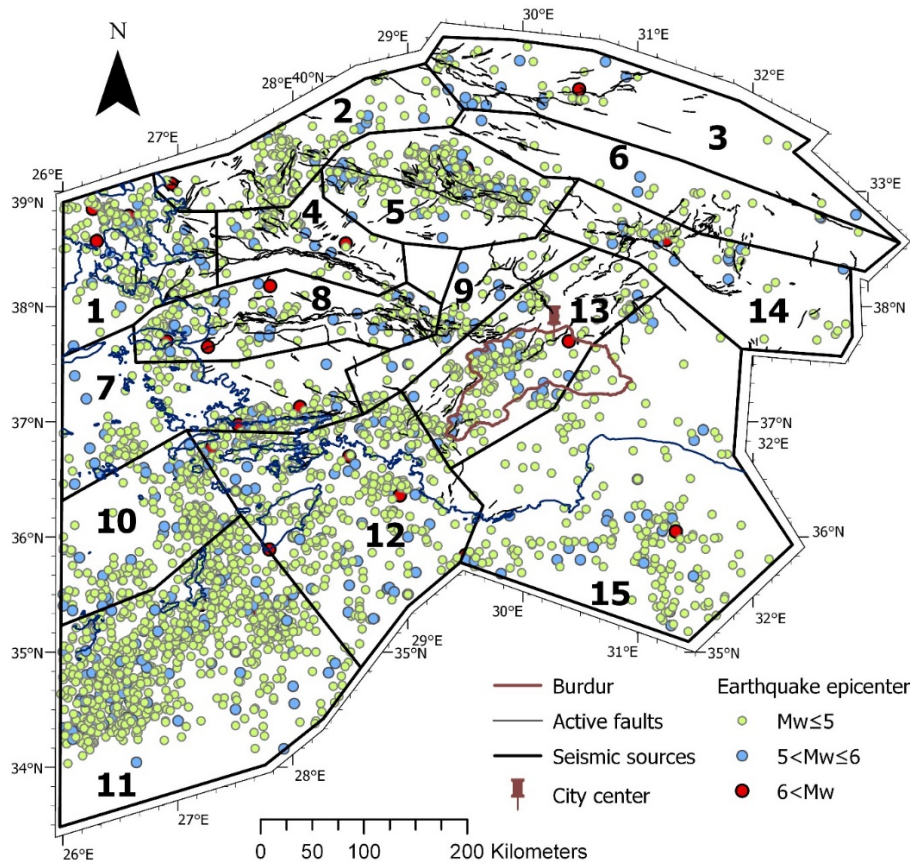 N
30°E
29°E
31°E
28°E
40°N
32°E
2
27°E
3
6
26°E
33°E
39°N
4
5
9
8
13
1
14
38°N
38°N
7
37°N
37°N
32°E
10
12
36°N
36°N
15
30°E
32°E
29°E
35°N
31°E
35°N
35°N
Burdur
Earthquake epicenter
Active faults
Mw≤5
Seismic sources
5<Mw≤6
City center
6<Mw
34°N
11
28°E
27°E
26°E
0 50 100 200 Kilometers